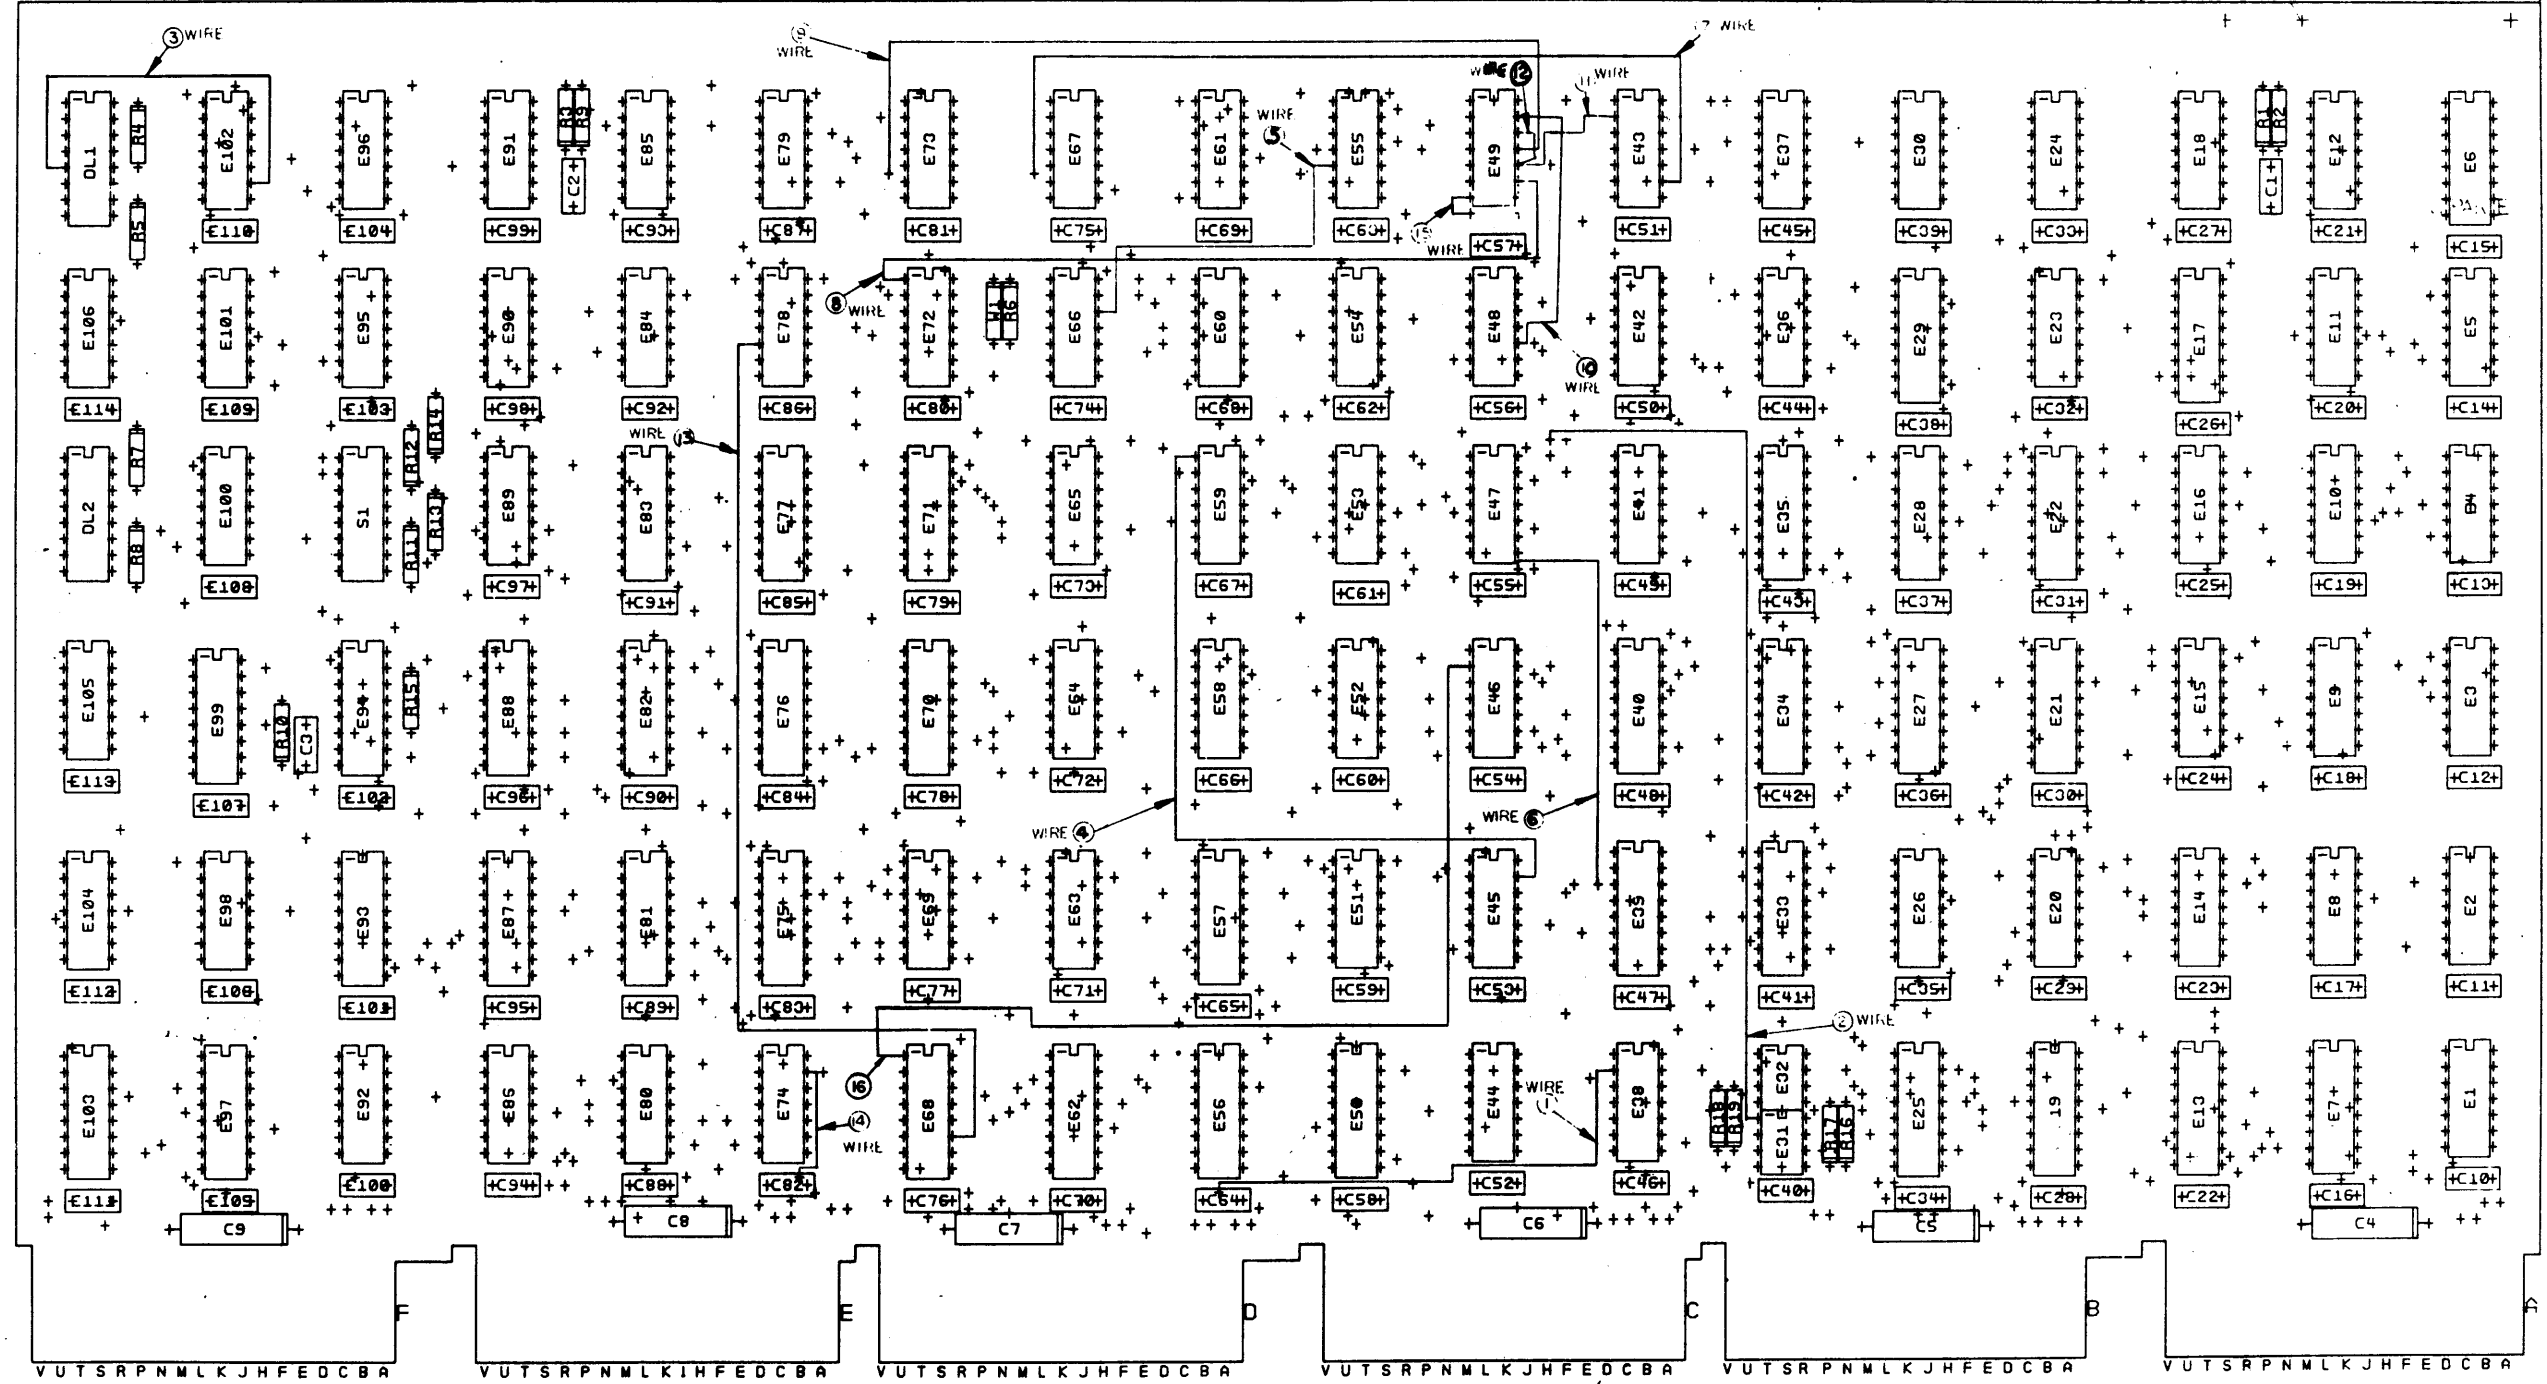 ③ WIRE
⑨ WIRE
17 WIRE
WIRE ⑫
11 WIRE
WIRE ⑤
DL1 R4 E102 E96 E91 R3 R9 E85 E79 E73 E67 E61 E55 E49 E43 E37 E30 E24 E18 R1 R2 E12 E6
C2 C1
R5
⑮ WIRE
E110 E104 +C99+ +C93+ +C87+ +C81+ +C75+ +C69+ +C63+ +C57+ +C51+ +C45+ +C39+ +C33+ +C27+ +C21+ +C15+
⑧ WIRE
E106 E101 E95 E90 E84 E78 E72 W1 R6 E66 E60 E54 E48 E42 E36 E29 E23 E17 E11 E5
⑩ WIRE
E114 E109 E103 +C98+ +C92+ +C86+ +C80+ +C74+ +C68+ +C62+ +C56+ +C50+ +C44+ +C38+ +C32+ +C26+ +C20+ +C14+
R14
WIRE ⑬
R7 R12
DL2 E100 S1 R13 E89 E83 E77 E71 E65 E59 E53 E47 E41 E35 E28 E22 E16 E10 E4
R8 R11
E108 +C97+ +C91+ +C85+ +C79+ +C73+ +C67+ +C61+ +C55+ +C49+ +C43+ +C37+ +C31+ +C25+ +C19+ +C13+
E105 E99 R10 C3 E94 R15 E88 E82 E76 E70 E64 E58 E52 E46 E40 E34 E27 E21 E15 E9 E3
E113 E107 E102 +C96+ +C90+ +C84+ +C78+ +C72+ +C66+ +C60+ +C54+ +C48+ +C42+ +C36+ +C30+ +C24+ +C18+ +C12+
WIRE ④
WIRE ⑥
E104 E98 E93 E87 E81 E75 E69 E63 E57 E51 E45 E39 E33 E26 E20 E14 E8 E2
E112 E106 E101 +C95+ +C89+ +C83+ +C77+ +C71+ +C65+ +C59+ +C53+ +C47+ +C41+ +C35+ +C29+ +C23+ +C17+ +C11+
② WIRE
⑯
WIRE 1
⑭ WIRE
E103 E97 E92 E86 E80 E74 E68 E62 E56 E50 E44 E38 R18 R19 E32 E31 R17 R16 E25 19 E13 E7 E1
E111 E105 E100 +C94+ +C88+ +C82+ +C76+ +C70+ +C64+ +C58+ +C52+ +C46+ +C40+ +C34+ +C28+ +C22+ +C16+ +C10+
C9 C8 C7 C6 C5 C4
F E D C B A
V U T S R P N M L K J H F E D C B A
V U T S R P N M L K I H F E D C B A
V U T S R P N M L K J H F E D C B A
V U T S R P N M L K J H F E D C B A
V U T S R P N M L K J H F E D C B A
V U T S R P N M L K J H F E D C B A